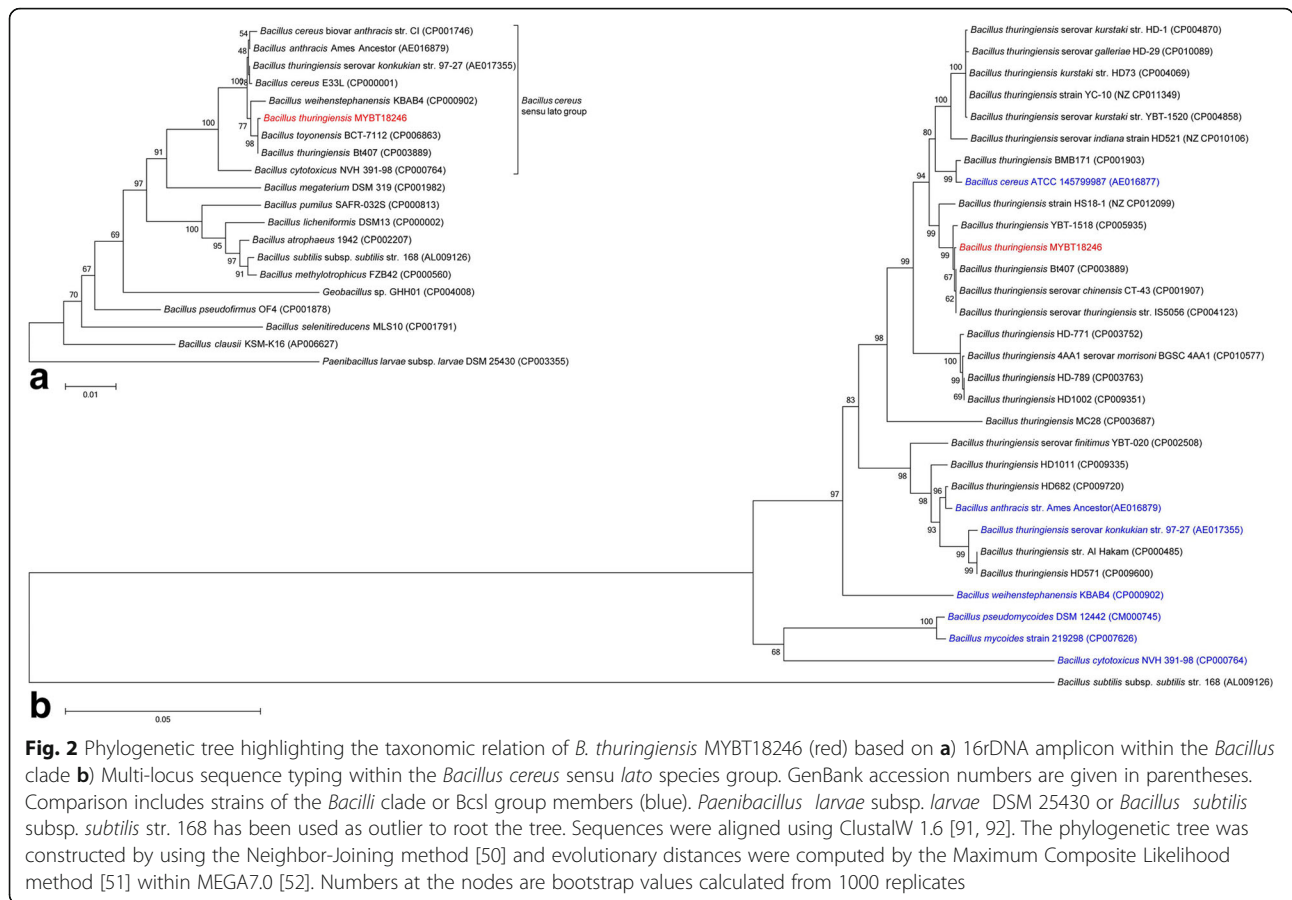 Bacillus cereus biovar anthracis str. CI (CP001746)
Bacillus anthracis Ames Ancestor (AE016879)
Bacillus thuringiensis serovar konkukian str. 97-27 (AE017355)
Bacillus cereus E33L (CP000001)
Bacillus weihenstephanensis KBAB4 (CP000902)
Bacillus thuringiensis MYBT18246
Bacillus toyonensis BCT-7112 (CP006863)
Bacillus thuringiensis Bt407 (CP003889)
Bacillus cytotoxicus NVH 391-98 (CP000764)
Bacillus megaterium DSM 319 (CP001982)
Bacillus pumilus SAFR-032S (CP000813)
Bacillus licheniformis DSM13 (CP000002)
Bacillus atrophaeus 1942 (CP002207)
Bacillus subtilis subsp. subtilis str. 168 (AL009126)
Bacillus methylotrophicus FZB42 (CP000560)
Geobacillus sp. GHH01 (CP004008)
Bacillus pseudofirmus OF4 (CP001878)
Bacillus selenitireducens MLS10 (CP001791)
Bacillus clausii KSM-K16 (AP006627)
Paenibacillus larvae subsp. larvae DSM 25430 (CP003355)
Bacillus cereus
sensu lato group
54
48
100
77
98
100
91
97
100
95
97
91
69
67
70
a
0.01
Bacillus thuringiensis serovar kurstaki str. HD-1 (CP004870)
Bacillus thuringiensis serovar galleriae HD-29 (CP010089)
Bacillus thuringiensis kurstaki str. HD73 (CP004069)
Bacillus thuringiensis strain YC-10 (NZ CP011349)
Bacillus thuringiensis serovar kurstaki str. YBT-1520 (CP004858)
Bacillus thuringiensis serovar indiana strain HD521 (NZ CP010106)
Bacillus thuringiensis BMB171 (CP001903)
Bacillus cereus ATCC 145799987 (AE016877)
Bacillus thuringiensis strain HS18-1 (NZ CP012099)
Bacillus thuringiensis YBT-1518 (CP005935)
Bacillus thuringiensis MYBT18246
Bacillus thuringiensis Bt407 (CP003889)
Bacillus thuringiensis serovar chinensis CT-43 (CP001907)
Bacillus thuringiensis serovar thuringiensis str. IS5056 (CP004123)
Bacillus thuringiensis HD-771 (CP003752)
Bacillus thuringiensis 4AA1 serovar morrisoni BGSC 4AA1 (CP010577)
Bacillus thuringiensis HD-789 (CP003763)
Bacillus thuringiensis HD1002 (CP009351)
Bacillus thuringiensis MC28 (CP003687)
Bacillus thuringiensis serovar finitimus YBT-020 (CP002508)
Bacillus thuringiensis HD1011 (CP009335)
Bacillus thuringiensis HD682 (CP009720)
Bacillus anthracis str. Ames Ancestor(AE016879)
Bacillus thuringiensis serovar konkukian str. 97-27 (AE017355)
Bacillus thuringiensis str. Al Hakam (CP000485)
Bacillus thuringiensis HD571 (CP009600)
Bacillus weihenstephanensis KBAB4 (CP000902)
Bacillus pseudomycoides DSM 12442 (CM000745)
Bacillus mycoides strain 219298 (CP007626)
Bacillus cytotoxicus NVH 391-98 (CP000764)
Bacillus subtilis subsp. subtilis str. 168 (AL009126)
100
100
80
99
94
99
99
67
62
99
100
99
69
98
83
98
98
96
93
99
99
97
100
68
b
0.05
Fig. 2 Phylogenetic tree highlighting the taxonomic relation of B. thuringiensis MYBT18246 (red) based on a) 16rDNA amplicon within the Bacillus
clade b) Multi-locus sequence typing within the Bacillus cereus sensu lato species group. GenBank accession numbers are given in parentheses.
Comparison includes strains of the Bacilli clade or Bcsl group members (blue). Paenibacillus larvae subsp. larvae DSM 25430 or Bacillus subtilis
subsp. subtilis str. 168 has been used as outlier to root the tree. Sequences were aligned using ClustalW 1.6 [91, 92]. The phylogenetic tree was
constructed by using the Neighbor-Joining method [50] and evolutionary distances were computed by the Maximum Composite Likelihood
method [51] within MEGA7.0 [52]. Numbers at the nodes are bootstrap values calculated from 1000 replicates